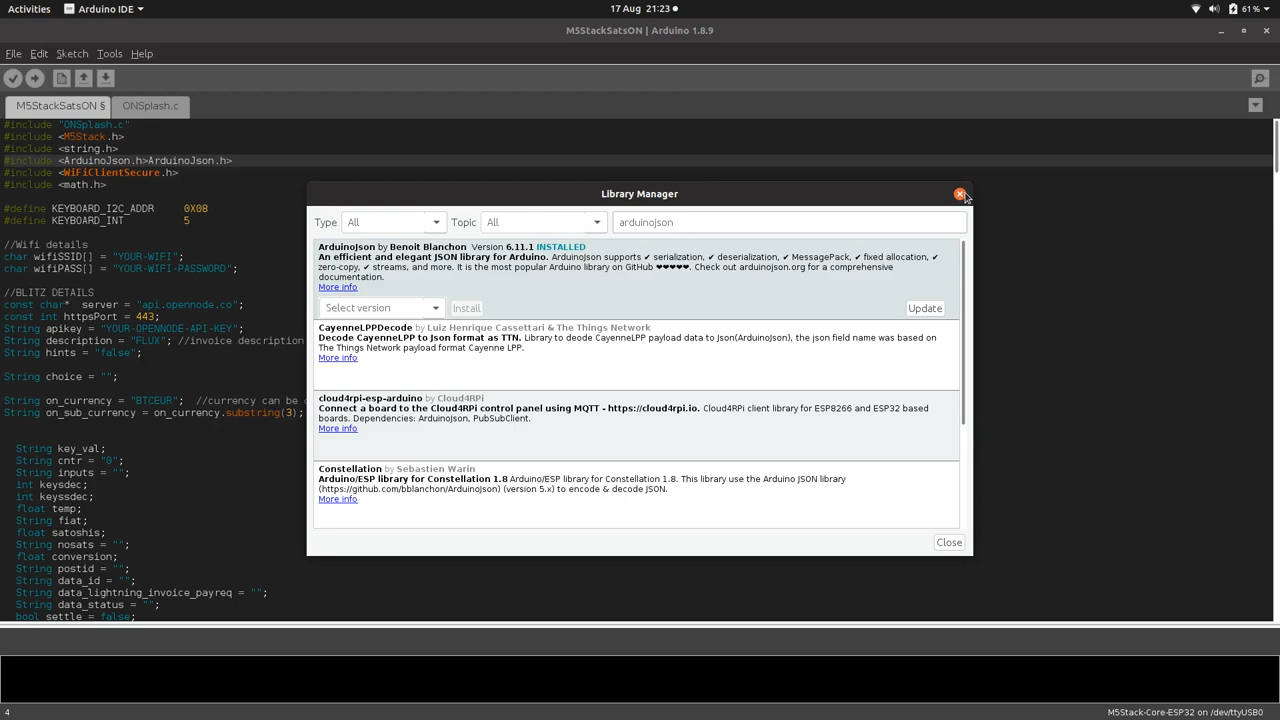 Activities Arduino IDE 17 Aug 21:23 61%
M5StackSatsON | Arduino 1.8.9
File Edit Sketch Tools Help
M5StackSatsON § ONSplash.c
#include "ONSplash.c"
#include <M5Stack.h>
#include <string.h>
#include <ArduinoJson.h>ArduinoJson.h>
#include <WiFiClientSecure.h>
#include <math.h>
#define KEYBOARD_I2C_ADDR 0X08
#define KEYBOARD_INT 5
//Wifi details
char wifiSSID[] = "YOUR-WIFI";
char wifiPASS[] = "YOUR-WIFI-PASSWORD";
//BLITZ DETAILS
const char* server = "api.opennode.co";
const int httpsPort = 443;
String apikey = "YOUR-OPENNODE-API-KEY";
String description = "FLUX"; //invoice description
String hints = "false";
String choice = "";
String on_currency = "BTCEUR"; //currency can be c
String on_sub_currency = on_currency.substring(3);
String key_val;
String cntr = "0";
String inputs = "";
int keysdec;
int keyssdec;
float temp;
String fiat;
float satoshis;
String nosats = "";
float conversion;
String postid = "";
String data_id = "";
String data_lightning_invoice_payreq = "";
String data_status = "";
bool settle = false;
Library Manager
Type All Topic All arduinojson
ArduinoJson by Benoit Blanchon Version 6.11.1 INSTALLED
An efficient and elegant JSON library for Arduino. ArduinoJson supports ✔ serialization, ✔ deserialization, ✔ MessagePack, ✔ fixed allocation, ✔
zero-copy, ✔ streams, and more. It is the most popular Arduino library on GitHub ❤❤❤❤❤. Check out arduinojson.org for a comprehensive
documentation.
More info
Select version Install Update
CayenneLPPDecode by Luiz Henrique Cassettari & The Things Network
Decode CayenneLPP to Json format as TTN. Library to deode CayenneLPP payload data to Json(ArduinoJson), the json field name was based on
The Things Network payload format Cayenne LPP.
More info
cloud4rpi-esp-arduino by Cloud4RPi
Connect a board to the Cloud4RPi control panel using MQTT - https://cloud4rpi.io. Cloud4RPi client library for ESP8266 and ESP32 based
boards. Dependencies: ArduinoJson, PubSubClient.
More info
Constellation by Sebastien Warin
Arduino/ESP library for Constellation 1.8 Arduino/ESP library for Constellation 1.8. This library use the Arduino JSON library
(https://github.com/bblanchon/ArduinoJson) (version 5.x) to encode & decode JSON.
More info
Close
4 M5Stack-Core-ESP32 on /dev/ttyUSB0